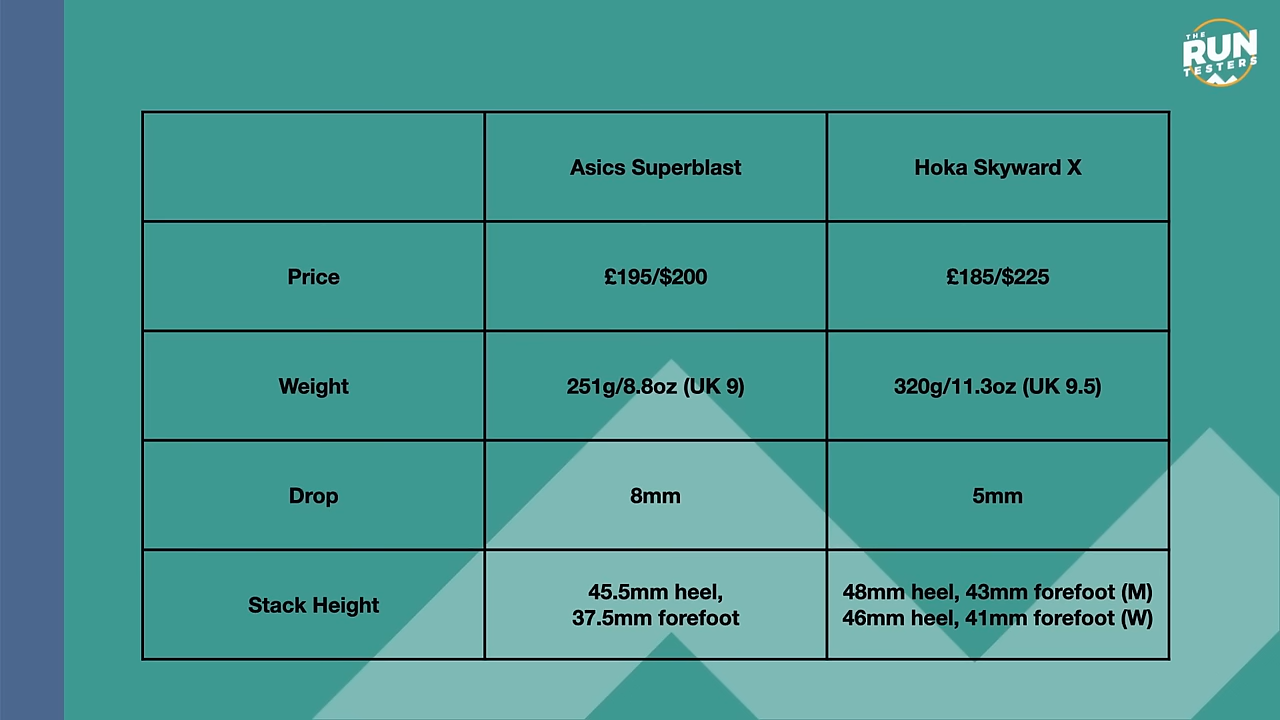 THE
RUN
TESTERS
Asics Superblast
Hoka Skyward X
Price
£195/$200
£185/$225
Weight
251g/8.8oz (UK 9)
320g/11.3oz (UK 9.5)
Drop
8mm
5mm
Stack Height
45.5mm heel,
37.5mm forefoot
48mm heel, 43mm forefoot (M)
46mm heel, 41mm forefoot (W)